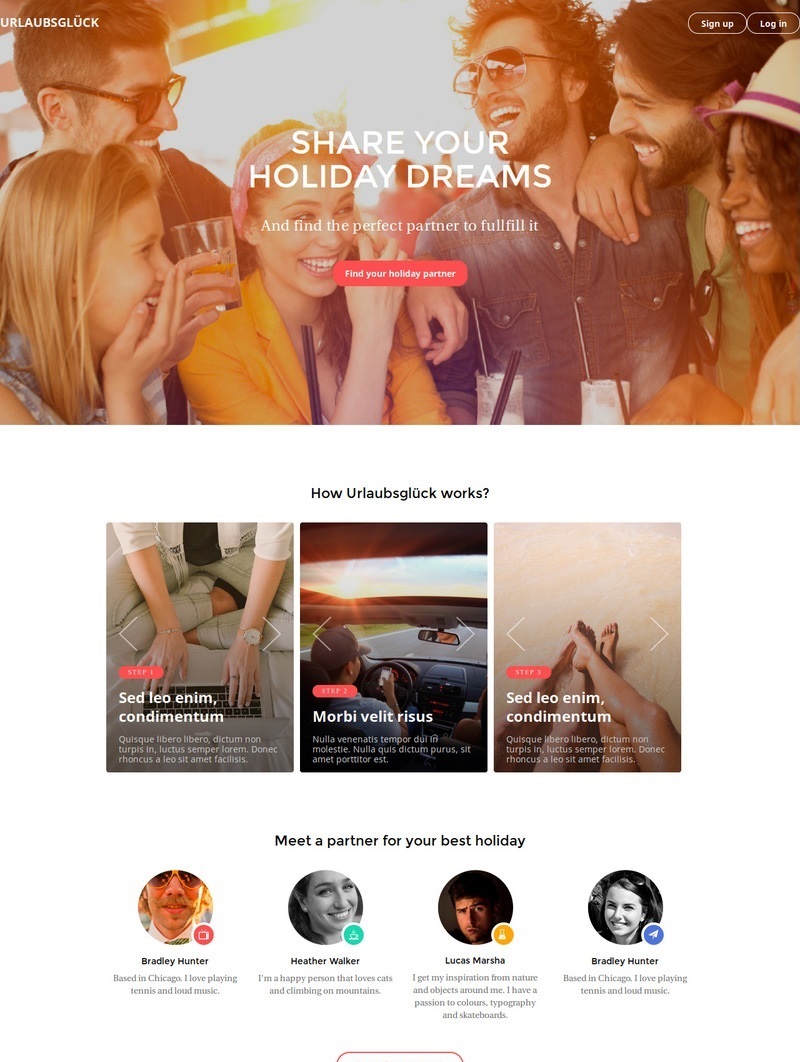 URLAUBSGLÜCK
Sign up
Log in
SHARE YOUR
HOLIDAY DREAMS
And find the perfect partner to fullfill it
Find your holiday partner
How Urlaubsglück works?
STEP 1
Sed leo enim,
condimentum
Quisque libero libero, dictum non
turpis in, luctus semper lorem. Donec
rhoncus a leo sit amet facilisis.
STEP 2
Morbi velit risus
Nulla venenatis tempor dui in
molestie. Nulla quis dictum purus, sit
amet porttitor est.
STEP 3
Sed leo enim,
condimentum
Quisque libero libero, dictum non
turpis in, luctus semper lorem. Donec
rhoncus a leo sit amet facilisis.
Meet a partner for your best holiday
Bradley Hunter
Based in Chicago. I love playing
tennis and loud music.
Heather Walker
I'm a happy person that loves cats
and climbing on mountains.
Lucas Marsha
I get my inspiration from nature
and objects around me. I have a
passion to colours, typography
and skateboards.
Bradley Hunter
Based in Chicago. I love playing
tennis and loud music.